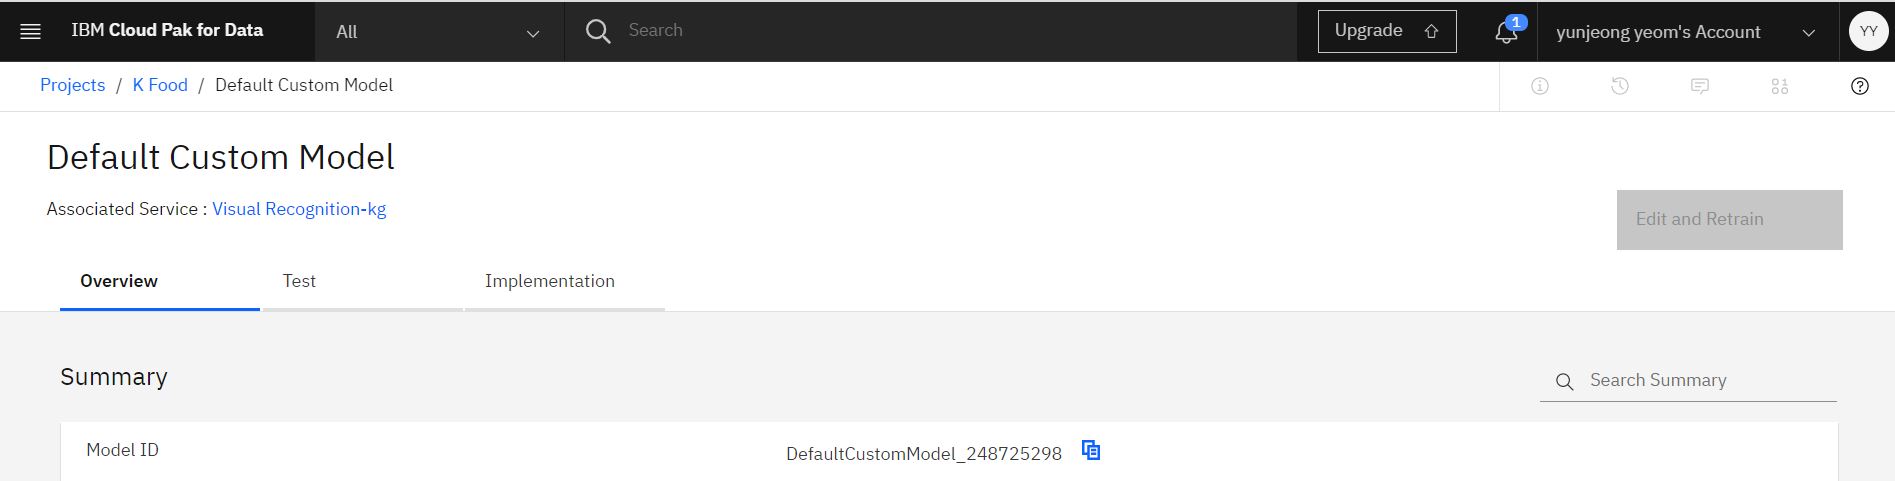 IBM Cloud Pak for Data All Search Upgrade 1 yunjeong yeom's Account YY
Projects / K Food / Default Custom Model
Default Custom Model
Associated Service : Visual Recognition-kg
Edit and Retrain
Overview Test Implementation
Summary
Search Summary
Model ID DefaultCustomModel_248725298